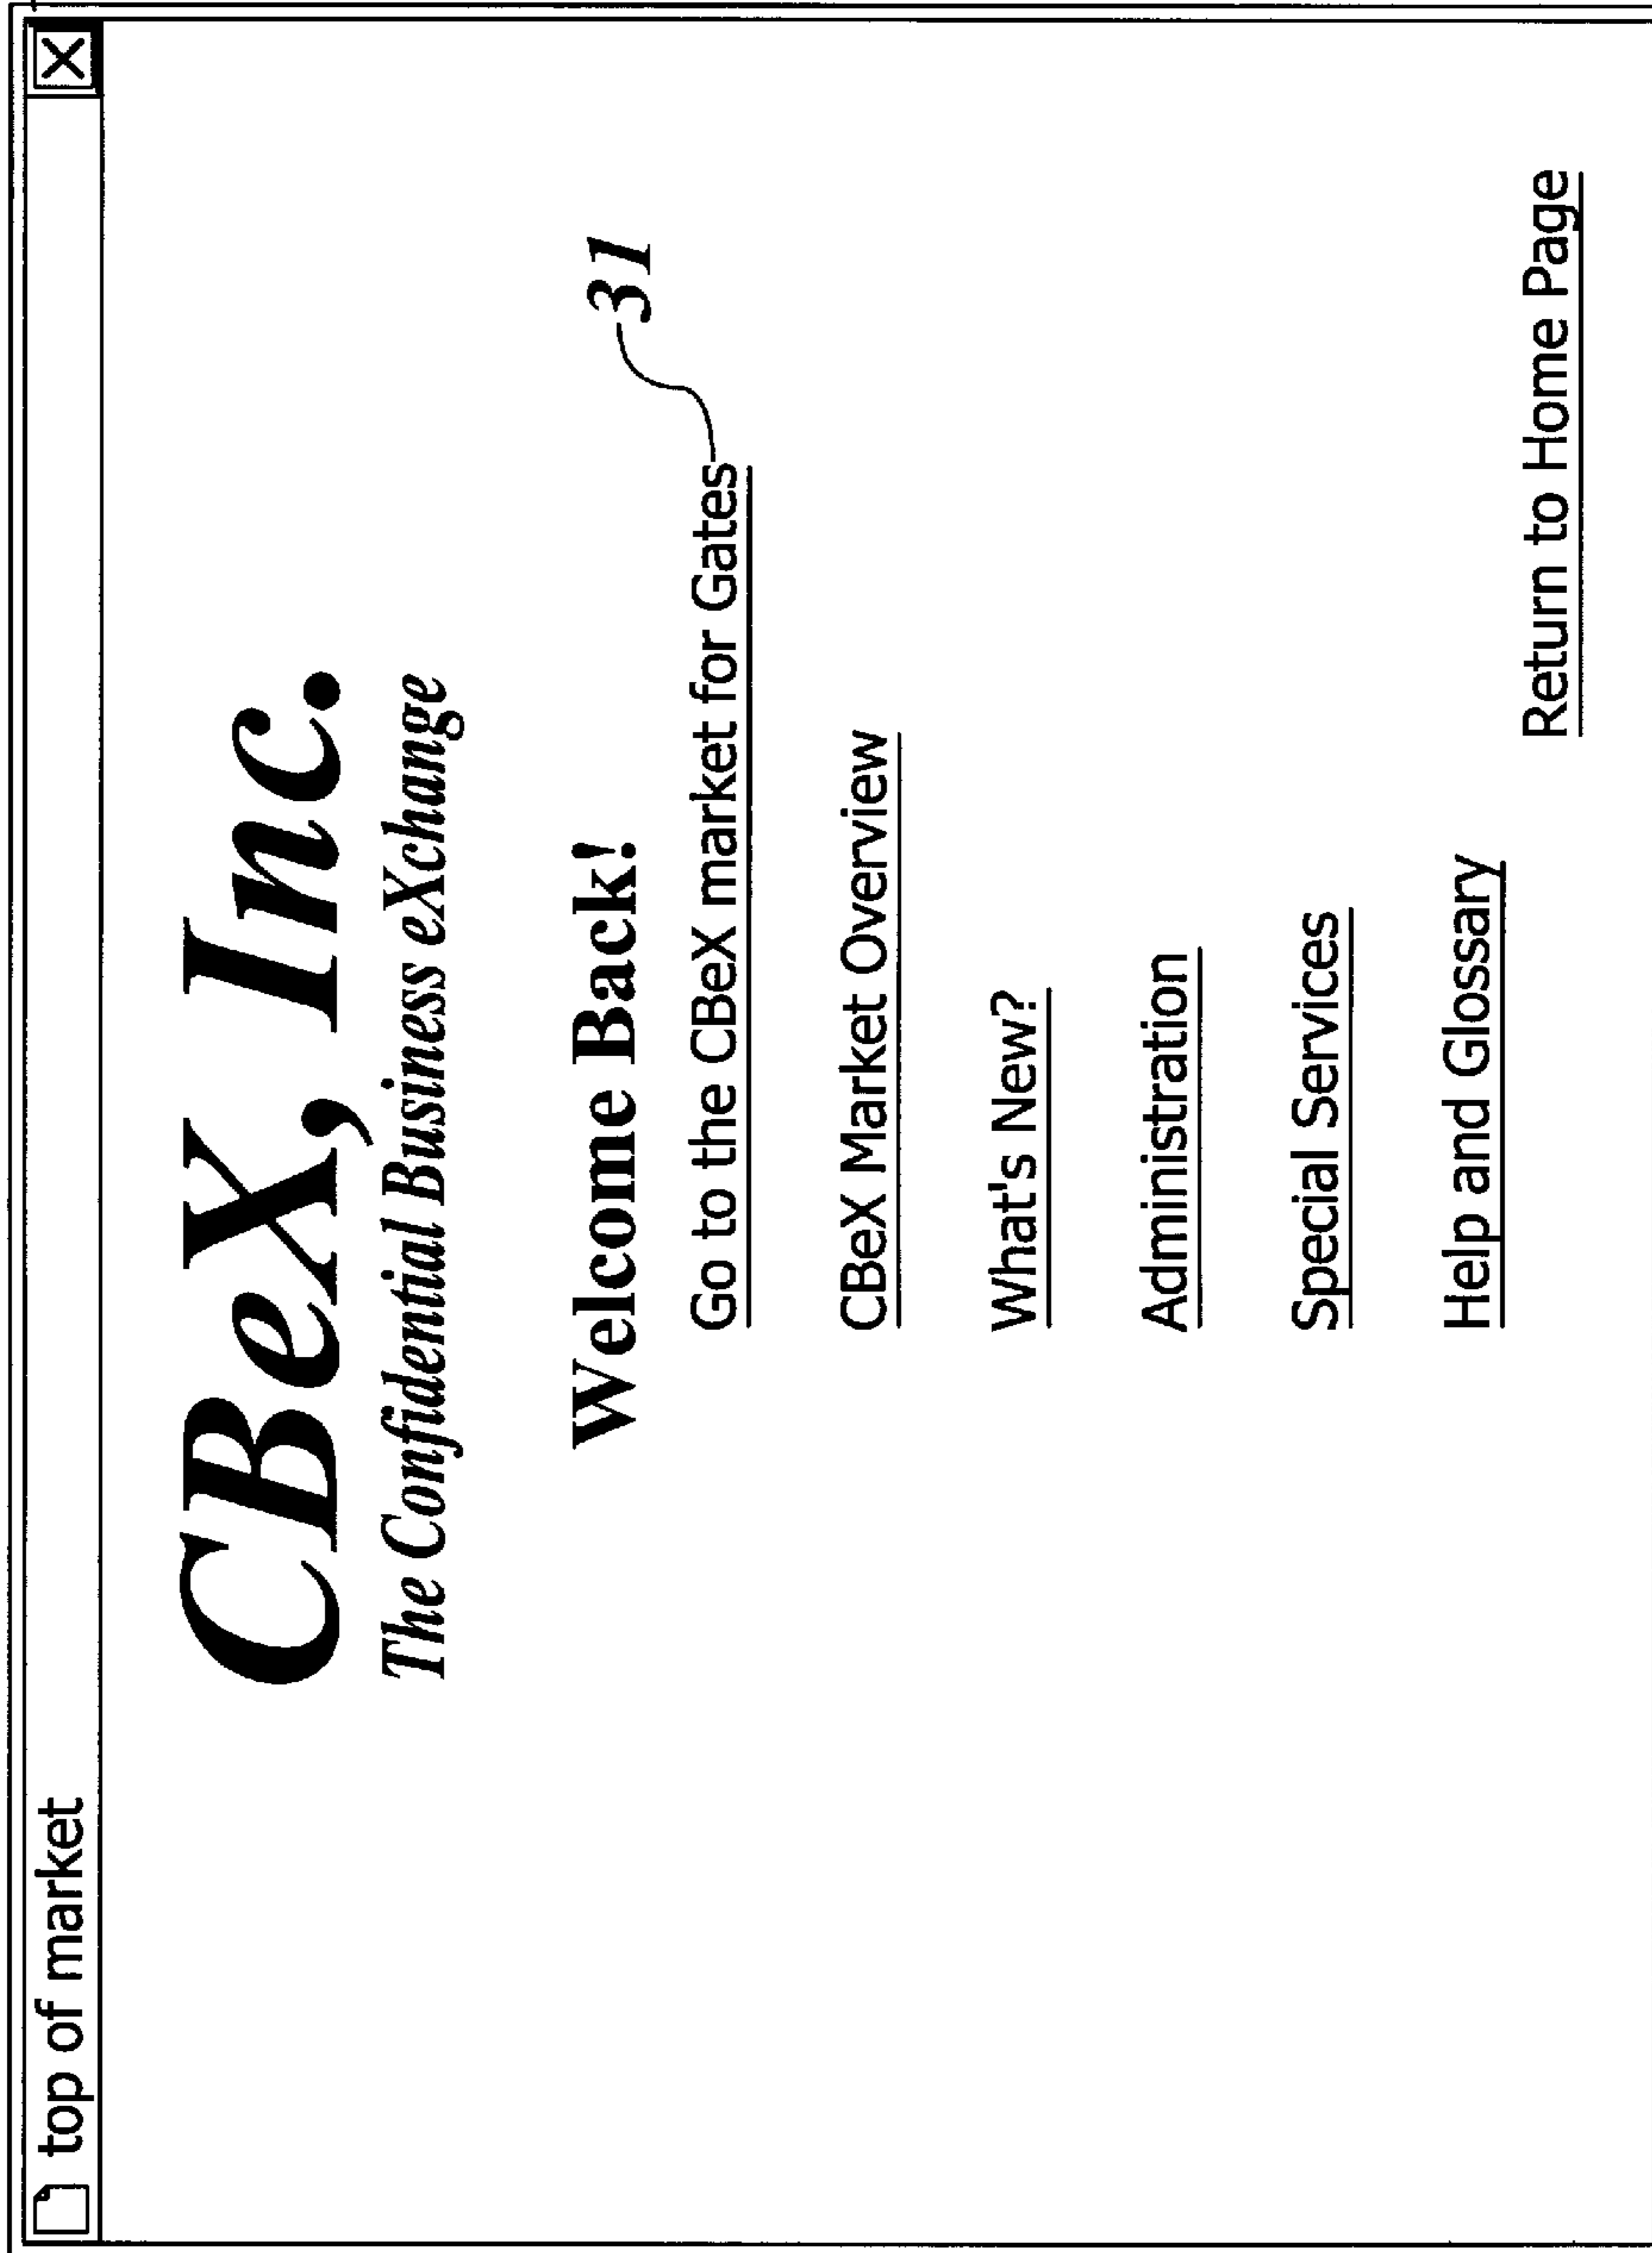 top of market
CBeX, Inc.
The Confidential Business eXchange
Welcome Back!
31
Go to the CBeX market for Gates
CBeX Market Overview
What's New?
Administration
Special Services
Help and Glossary
Return to Home Page